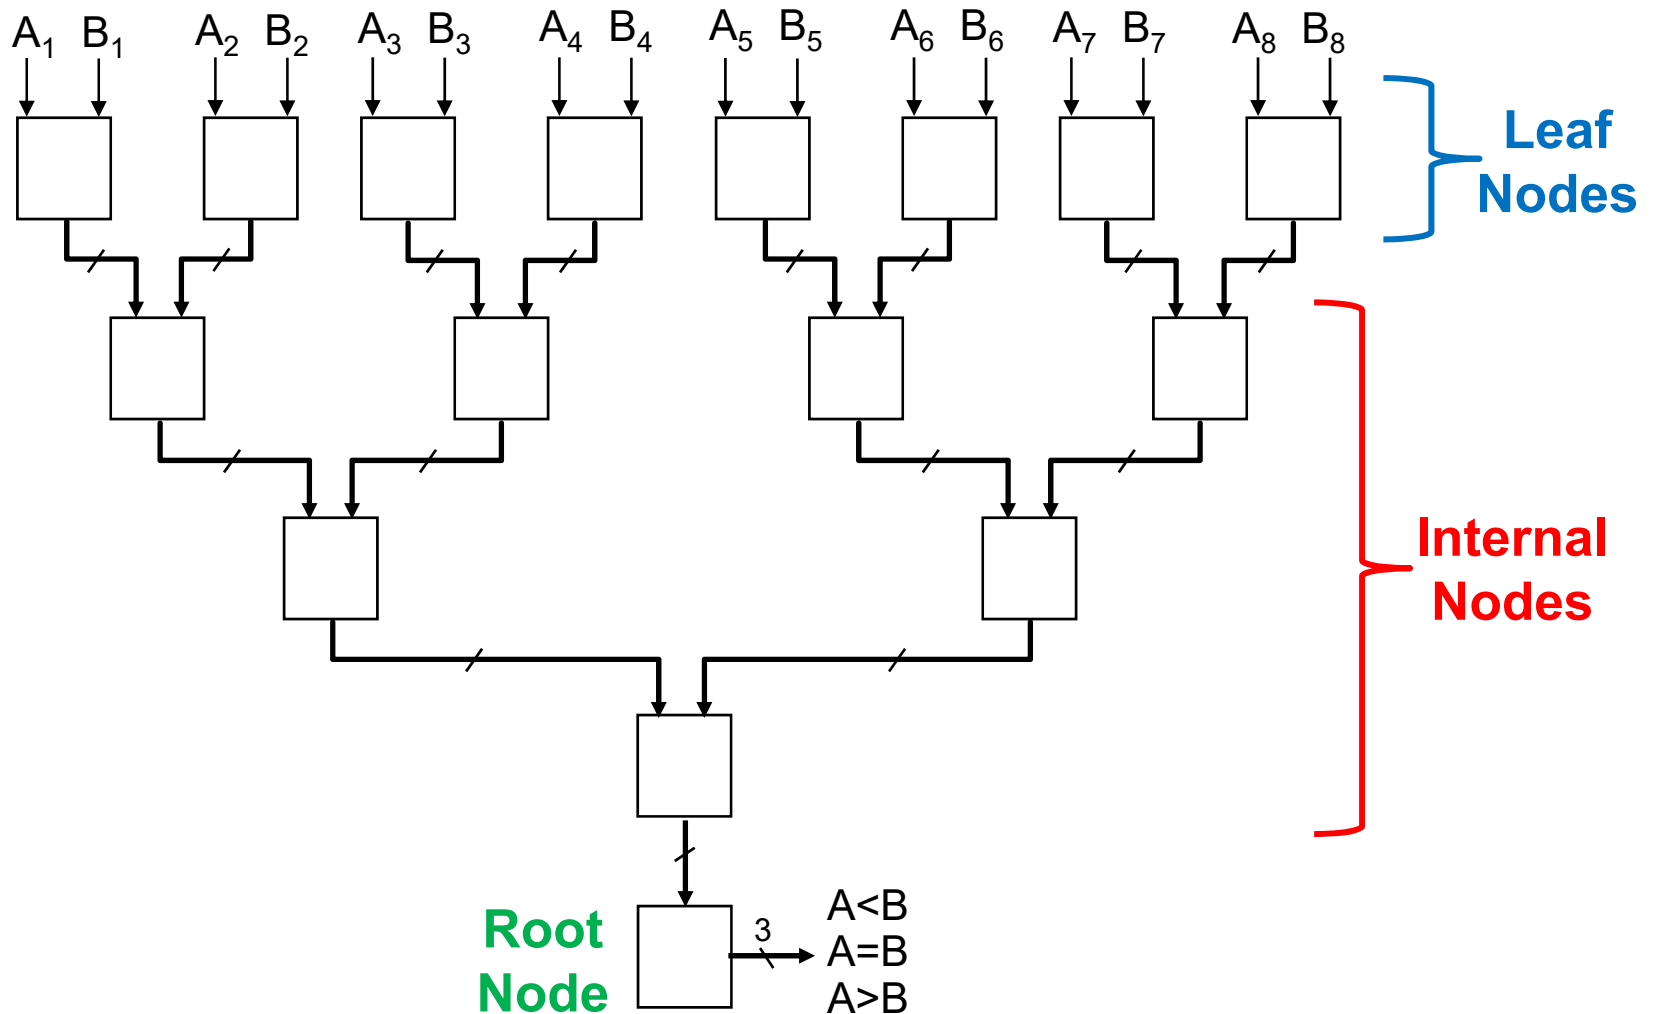 A₁ B₁ A₂ B₂ A₃ B₃ A₄ B₄ A₅ B₅ A₆ B₆ A₇ B₇ A₈ B₈
Leaf
Nodes
Internal
Nodes
Root
Node
3
A<B
A=B
A>B